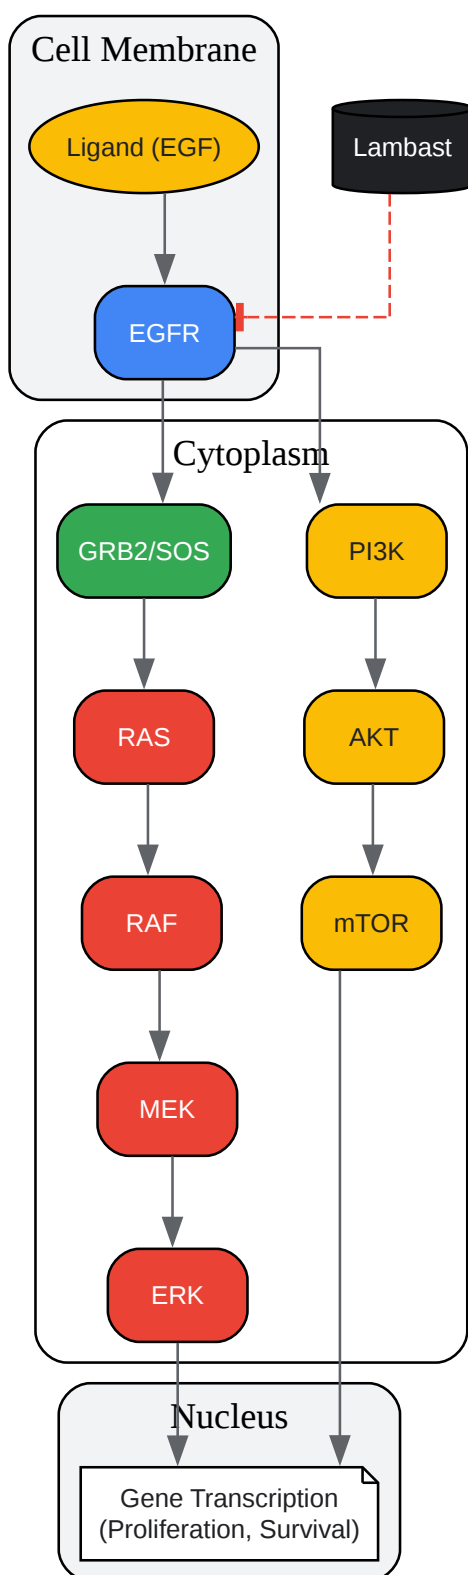 Cell Membrane
Ligand (EGF)
Lambast
EGFR
Cytoplasm
GRB2/SOS
PI3K
RAS
AKT
RAF
mTOR
MEK
ERK
Nucleus
Gene Transcription
(Proliferation, Survival)